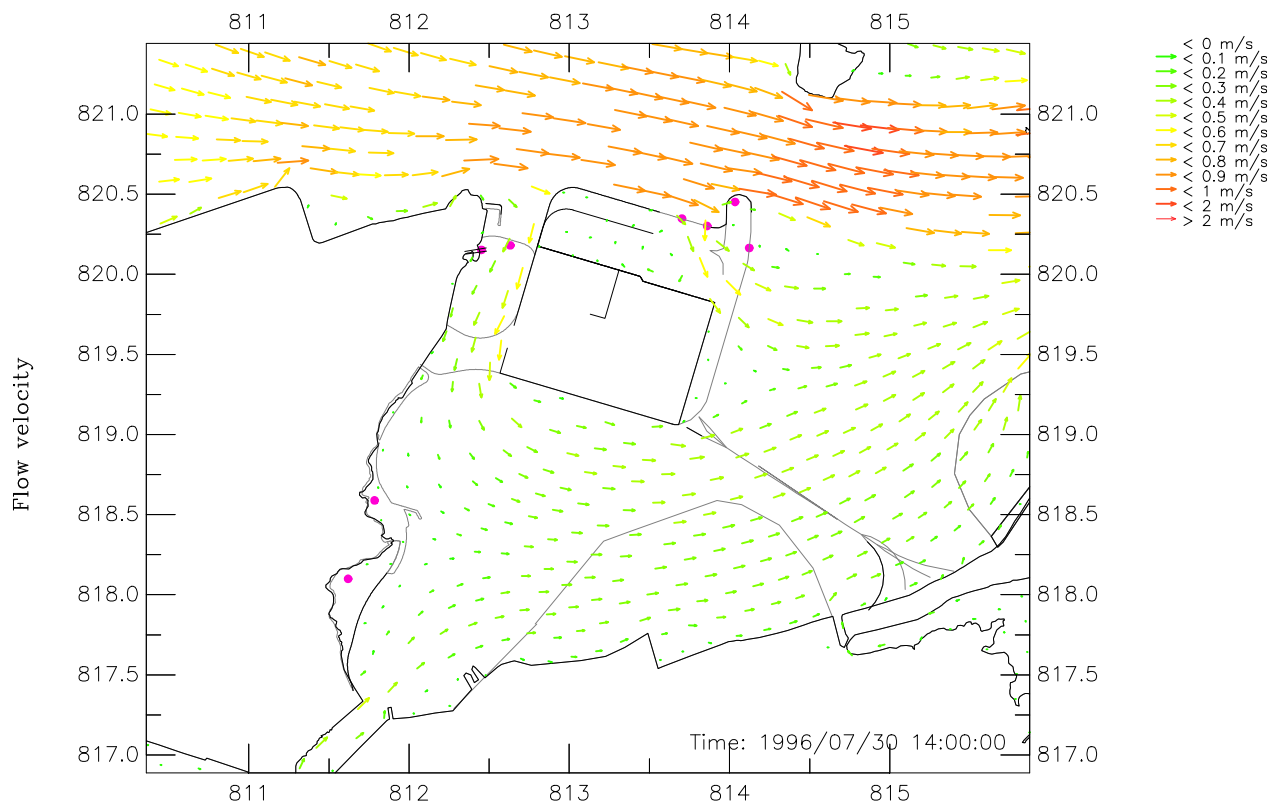 811 812 813 814 815
< 0 m/s
< 0.1 m/s
< 0.2 m/s
< 0.3 m/s
< 0.4 m/s
< 0.5 m/s
< 0.6 m/s
< 0.7 m/s
< 0.8 m/s
< 0.9 m/s
< 1 m/s
< 2 m/s
> 2 m/s
821.0 821.0
820.5 820.5
820.0 820.0
819.5 819.5
Flow velocity
819.0 819.0
818.5 818.5
818.0 818.0
817.5 817.5
Time: 1996/07/30 14:00:00
817.0 817.0
811 812 813 814 815